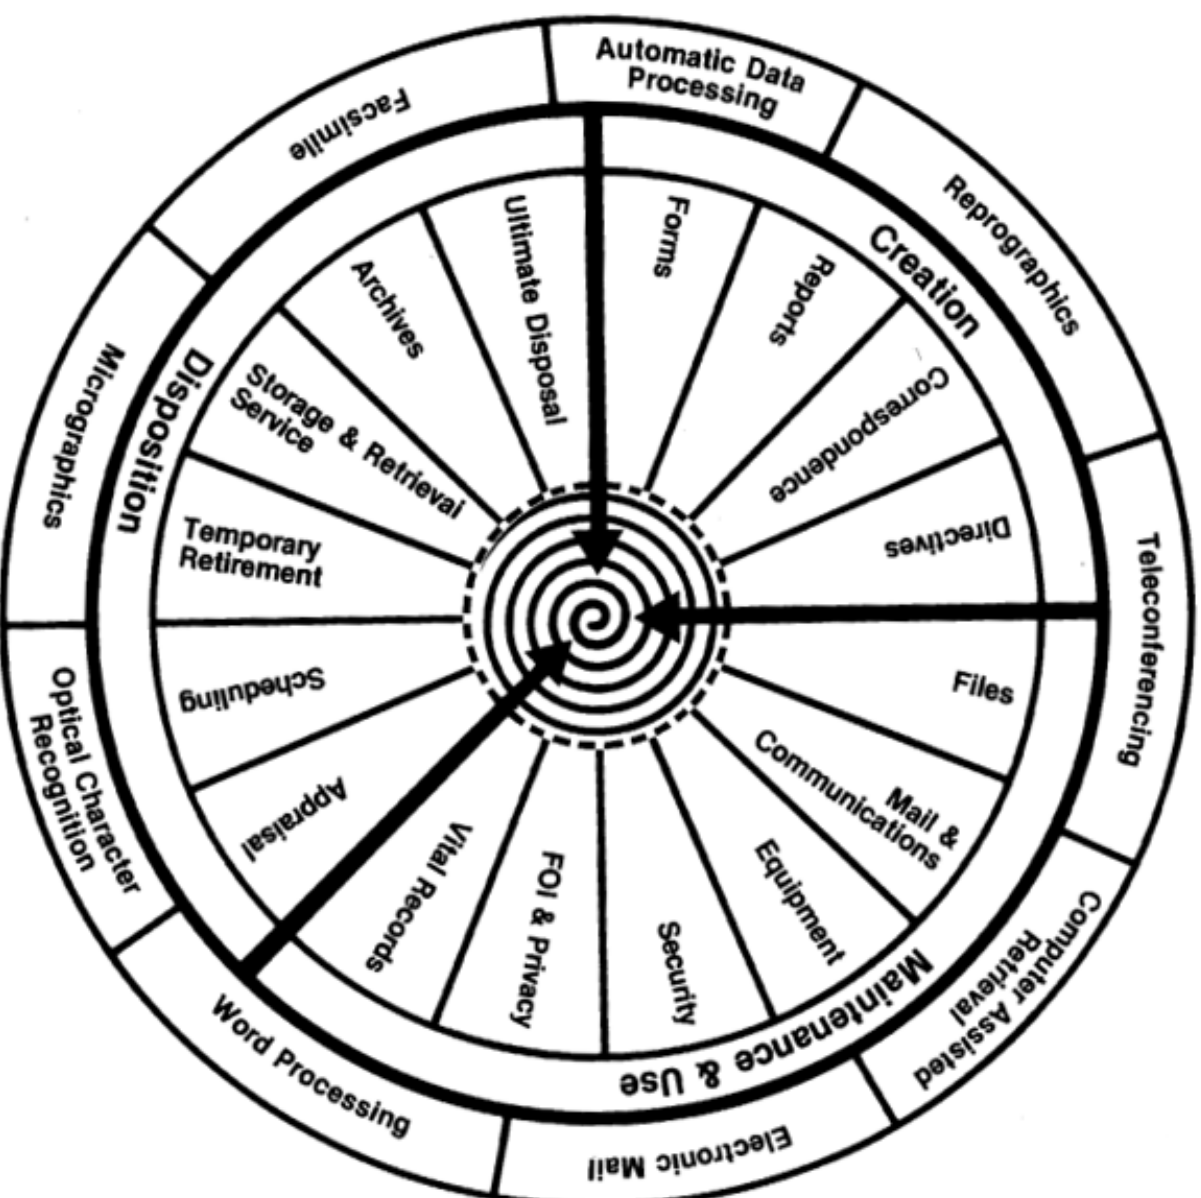 Automatic Data
Processing
Reprographics
Teleconferencing
Computer Assisted
Retrieval
Electronic Mail
Word Processing
Optical Character
Recognition
Micrographics
Facsimile
Creation
Maintenance & Use
Disposition
Forms
Reports
Correspondence
Directives
Files
Mail &
Communications
Equipment
Security
FOI & Privacy
Vital Records
Appraisal
Scheduling
Temporary
Retirement
Storage & Retrieval
Service
Archives
Ultimate Disposal